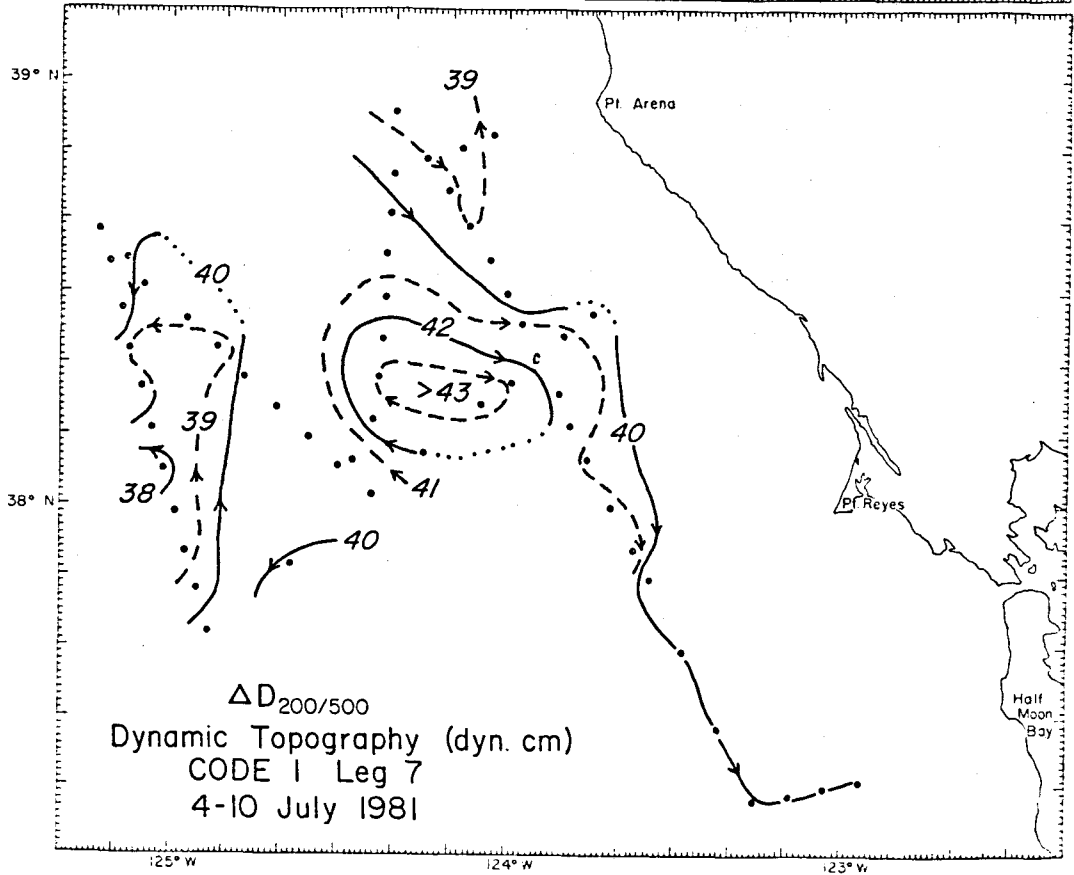 39° N
39
Pt. Arena
40
42
c
>43
39
40
41
38
38° N
Pt. Reyes
40
ΔD200/500
Dynamic Topography (dyn. cm)
CODE 1 Leg 7
4-10 July 1981
Half
Moon
Bay
125° W
124° W
123° W